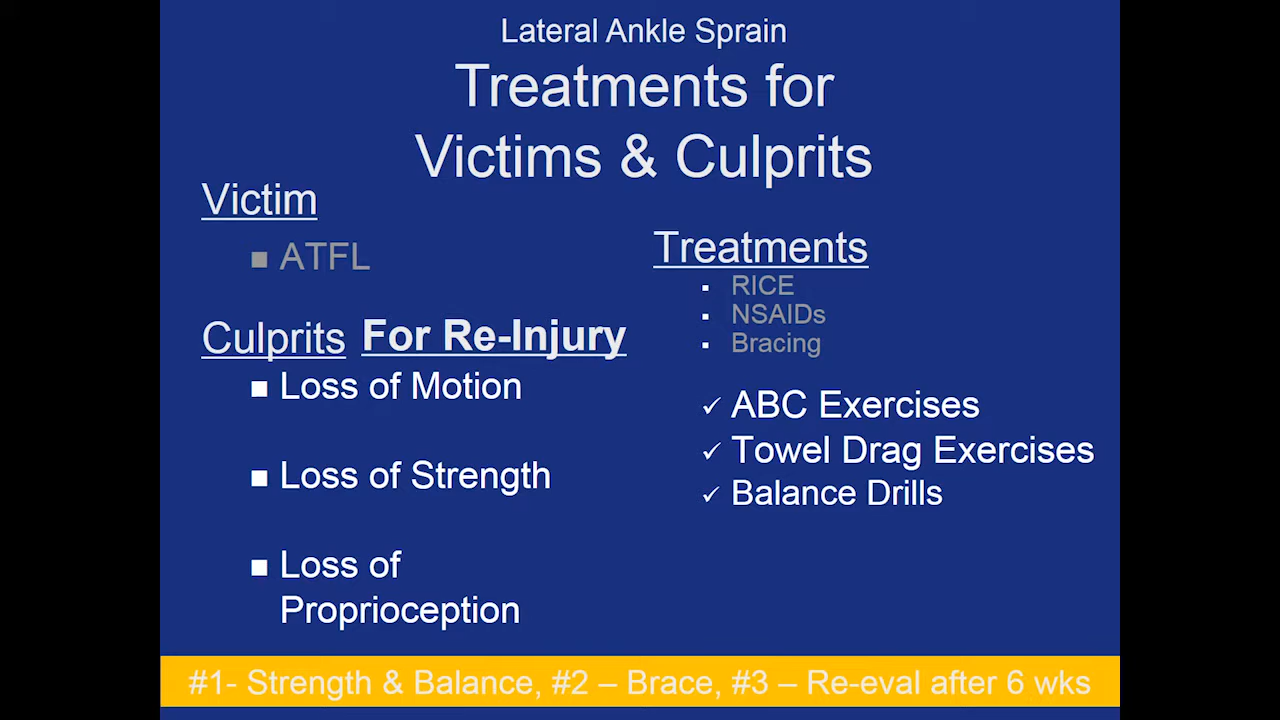 Lateral Ankle Sprain
Treatments for
Victims & Culprits
Victim
■ ATFL
Culprits For Re-Injury
■ Loss of Motion
■ Loss of Strength
■ Loss of
Proprioception
Treatments
▪ RICE
▪ NSAIDs
▪ Bracing
✓ ABC Exercises
✓ Towel Drag Exercises
✓ Balance Drills
#1- Strength & Balance, #2 – Brace, #3 – Re-eval after 6 wks